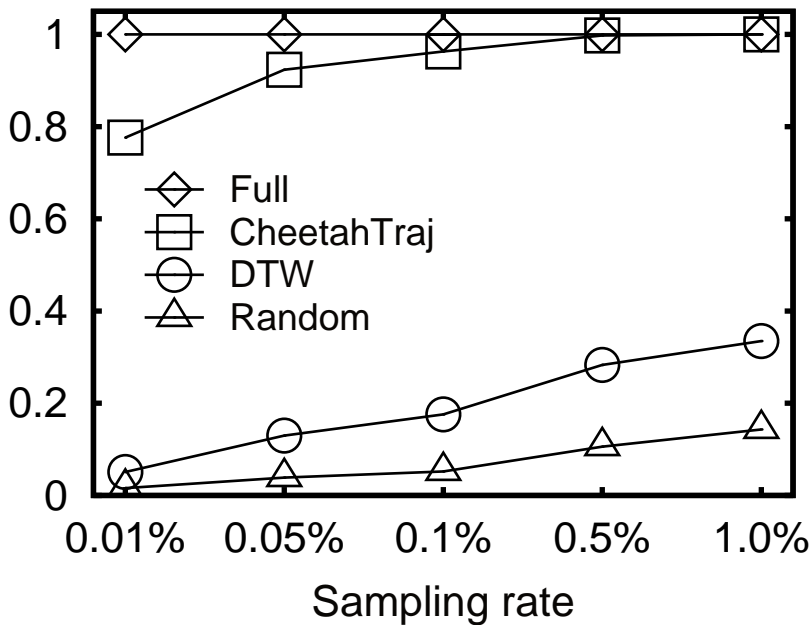 1
0.8
0.6
0.4
0.2
0
Full
CheetahTraj
DTW
Random
0.01% 0.05% 0.1% 0.5% 1.0%
Sampling rate